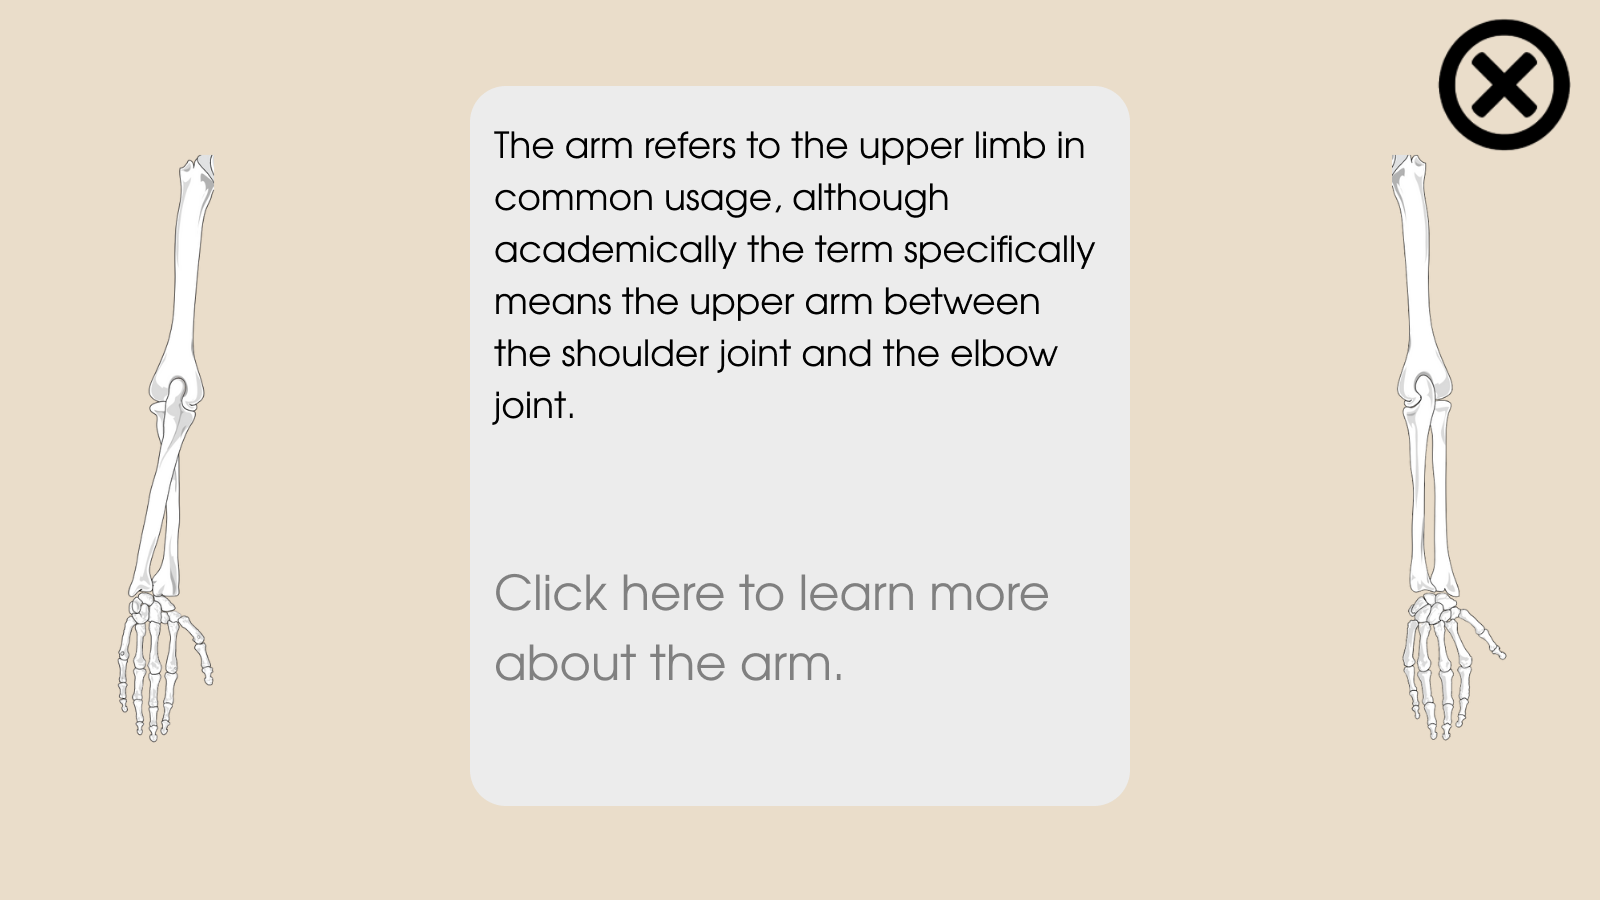 The arm refers to the upper limb in
common usage, although
academically the term specifically
means the upper arm between
the shoulder joint and the elbow
joint.
Click here to learn more
about the arm.